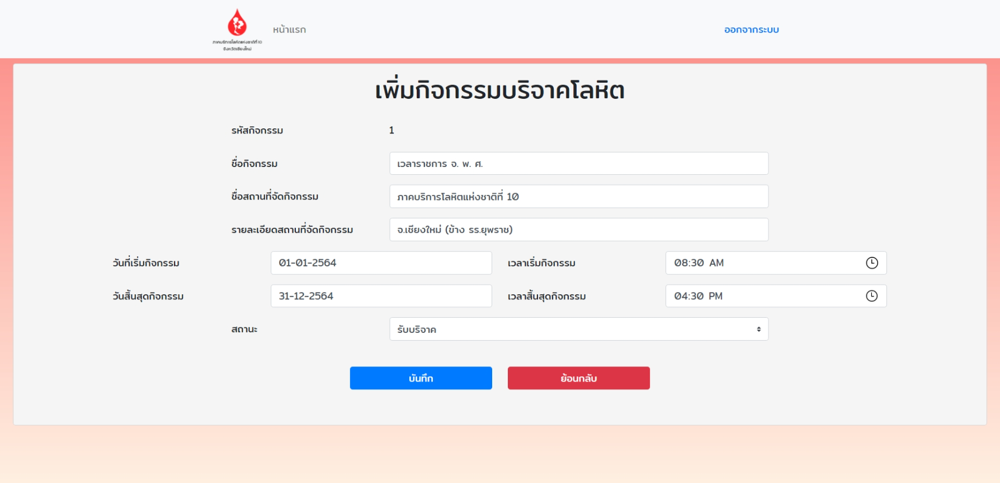 ภาคบริการโลหิตแห่งชาติที่ 10
จังหวัดเชียงใหม่
หน้าแรก
ออกจากระบบ
เพิ่มกิจกรรมบริจาคโลหิต
รหัสกิจกรรม 1
ชื่อกิจกรรม เวลาราชการ จ. พ. ศ.
ชื่อสถานที่จัดกิจกรรม ภาคบริการโลหิตแห่งชาติที่ 10
รายละเอียดสถานที่จัดกิจกรรม จ.เชียงใหม่ (ข้าง รร.ยุพราช)
วันที่เริ่มกิจกรรม 01-01-2564 เวลาเริ่มกิจกรรม 08:30 AM
วันสิ้นสุดกิจกรรม 31-12-2564 เวลาสิ้นสุดกิจกรรม 04:30 PM
สถานะ รับบริจาค
บันทึก ย้อนกลับ